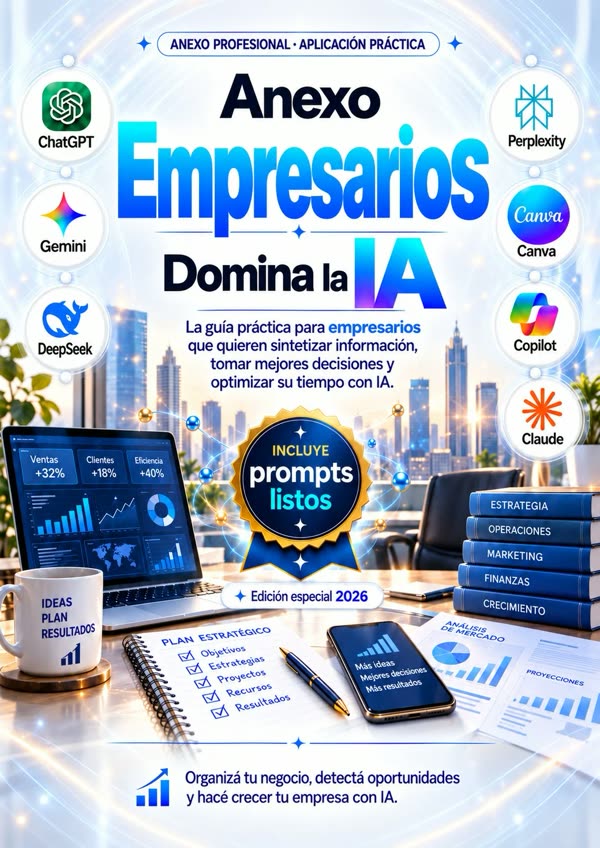 ANEXO PROFESIONAL · APLICACIÓN PRÁCTICA
Anexo
Empresarios
Domina la IA
La guía práctica para empresarios
que quieren sintetizar información,
tomar mejores decisiones y
optimizar su tiempo con IA.
ChatGPT
Gemini
DeepSeek
Perplexity
Canva
Canva
Copilot
Claude
INCLUYE
prompts
listos
Edición especial 2026
Ventas
+32%
Clientes
+18%
Eficiencia
+40%
IDEAS
PLAN
RESULTADOS
PLAN ESTRATÉGICO
Objetivos
Estrategias
Proyectos
Recursos
Resultados
Más ideas
Mejores decisiones
Más resultados
ESTRATEGIA
OPERACIONES
MARKETING
FINANZAS
CRECIMIENTO
ANÁLISIS
DE MERCADO
PROYECCIONES
Organizá tu negocio, detectá oportunidades
y hacé crecer tu empresa con IA.